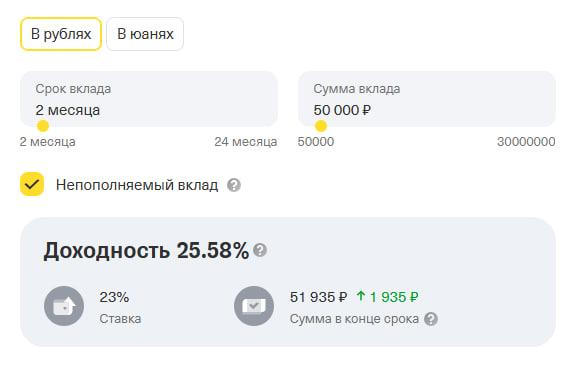 В рублях В юанях
Срок вклада Сумма вклада
2 месяца 50 000 ₽
2 месяца 24 месяца 50000 30000000
Непополняемый вклад ?
Доходность 25.58% ?
23% 51 935 ₽ ↑ 1 935 ₽
Ставка Сумма в конце срока ?